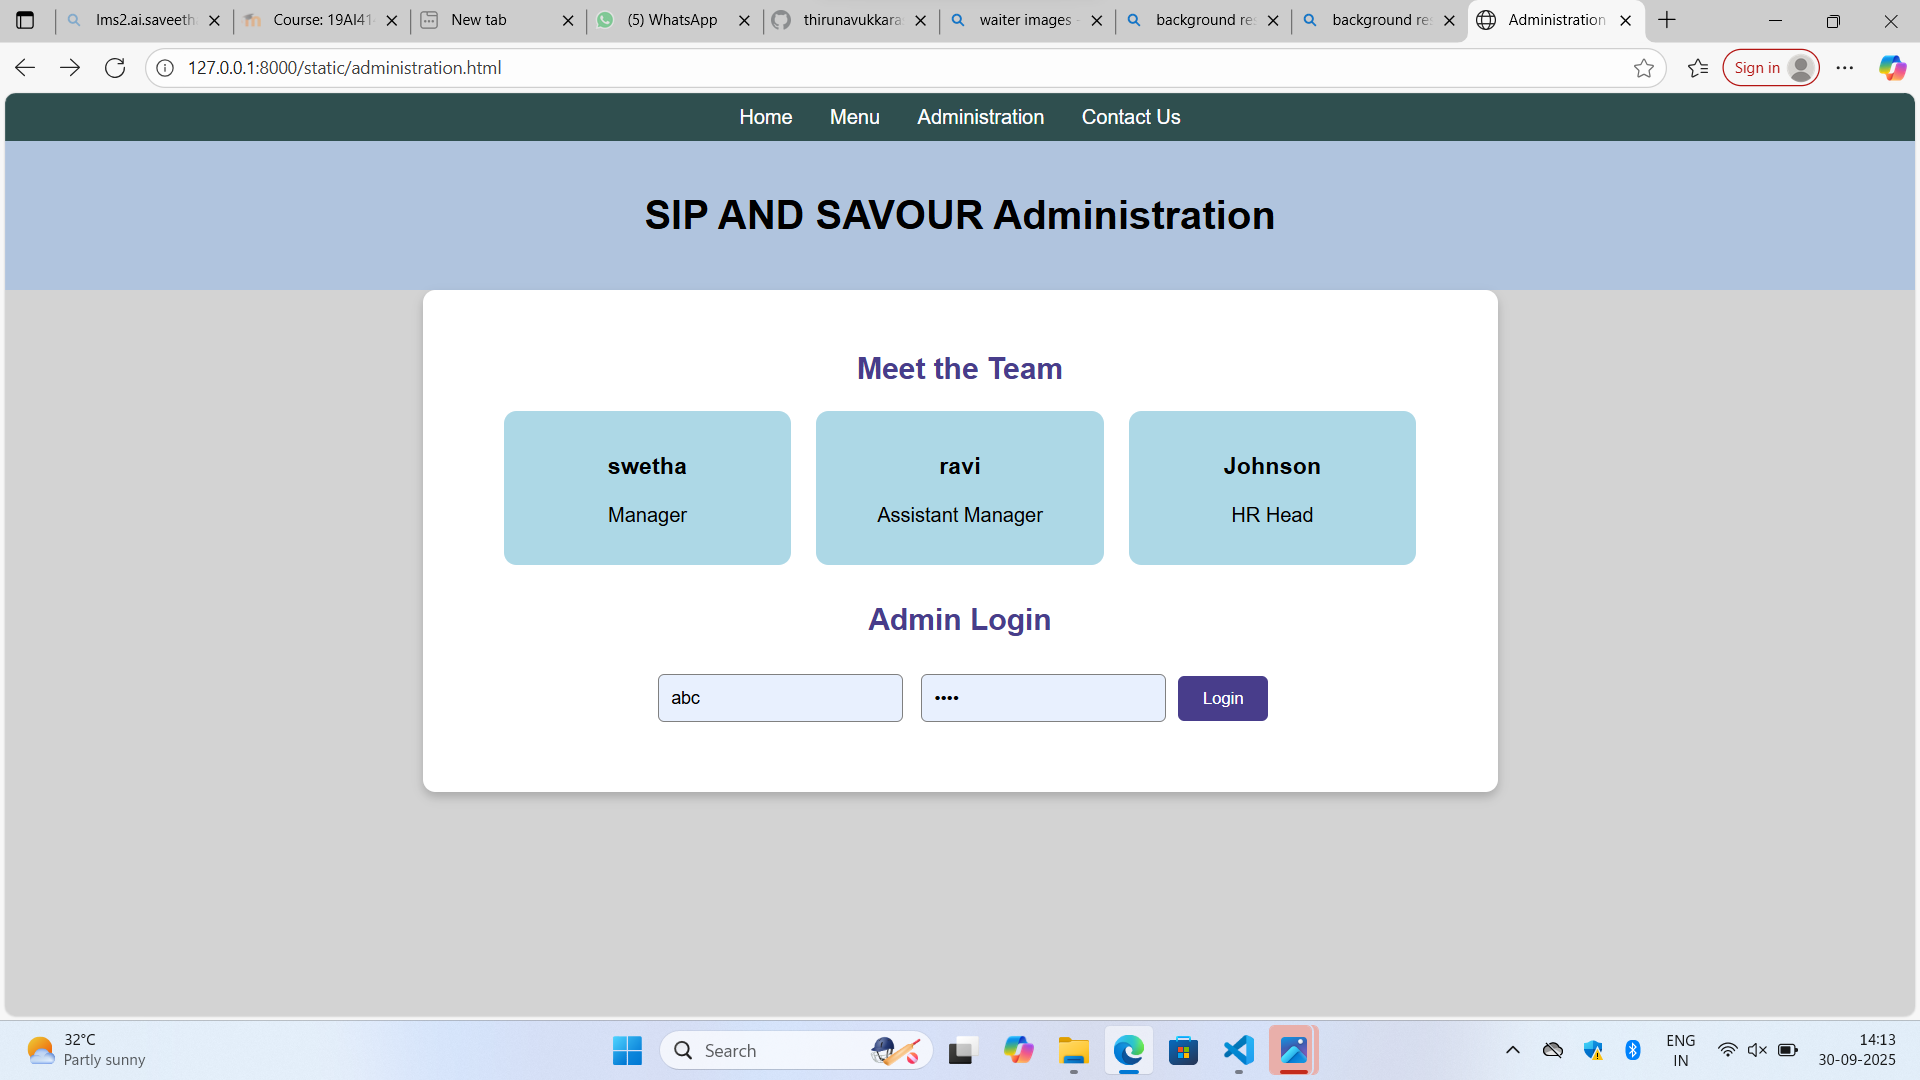 lms2.ai.saveeth
Course: 19AI41
New tab
(5) WhatsApp
thirunavukkaras
waiter images -
background res
background res
Administration
127.0.0.1:8000/static/administration.html
Sign in
Home Menu Administration Contact Us
SIP AND SAVOUR Administration
Meet the Team
swetha ravi Johnson
Manager Assistant Manager HR Head
Admin Login
abc •••• Login
32°C
Partly sunny
Search
ENG
IN
14:13
30-09-2025